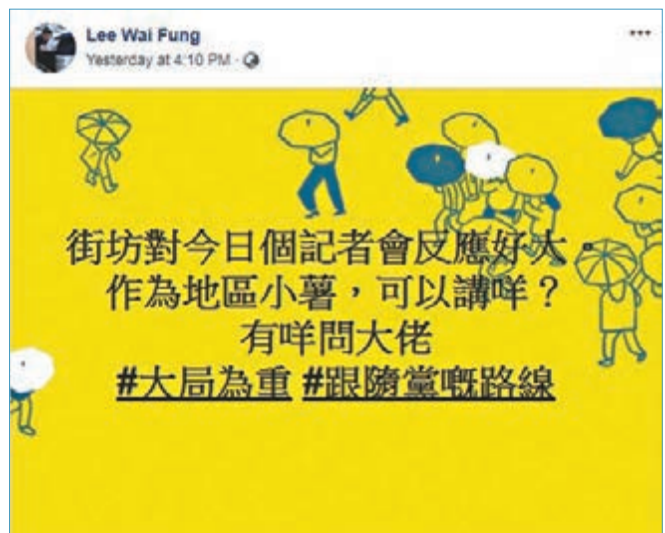 Lee Wai Fung
Yesterday at 4:10 PM ·
街坊對今日個記者會反應好大。
作為地區小薯，可以講咩？
有咩問大佬
#大局為重 #跟隨黨嘅路線